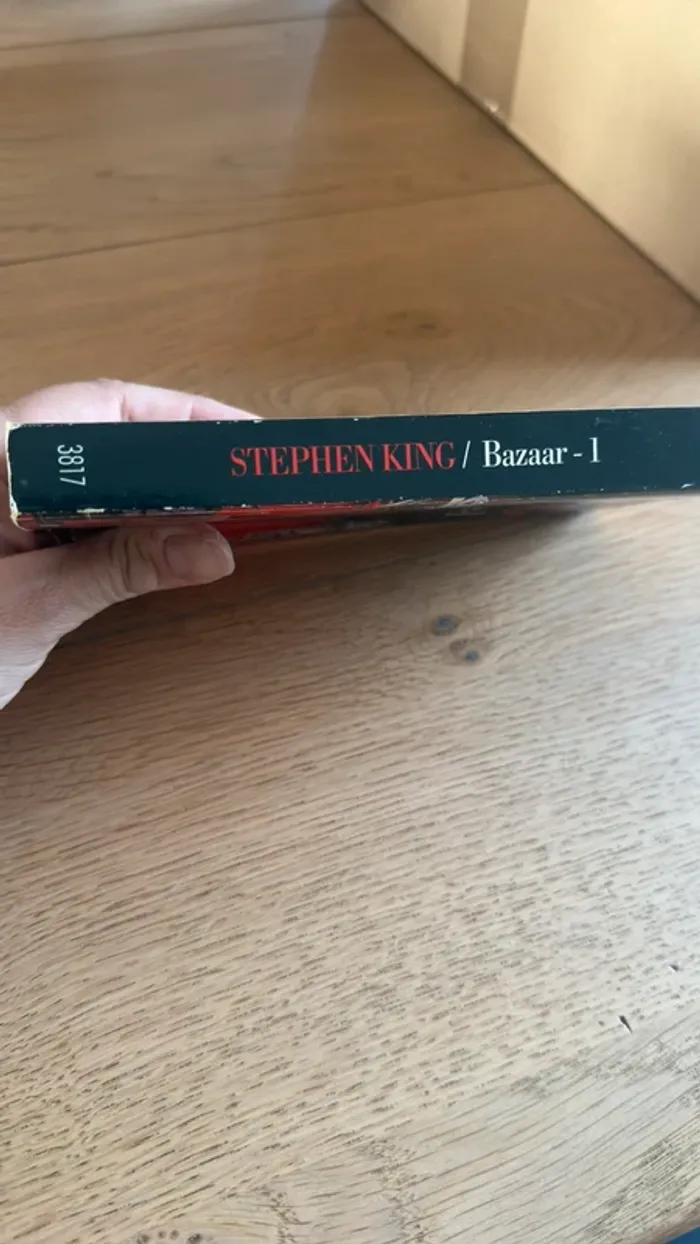 3817
STEPHEN KING / Bazaar - 1